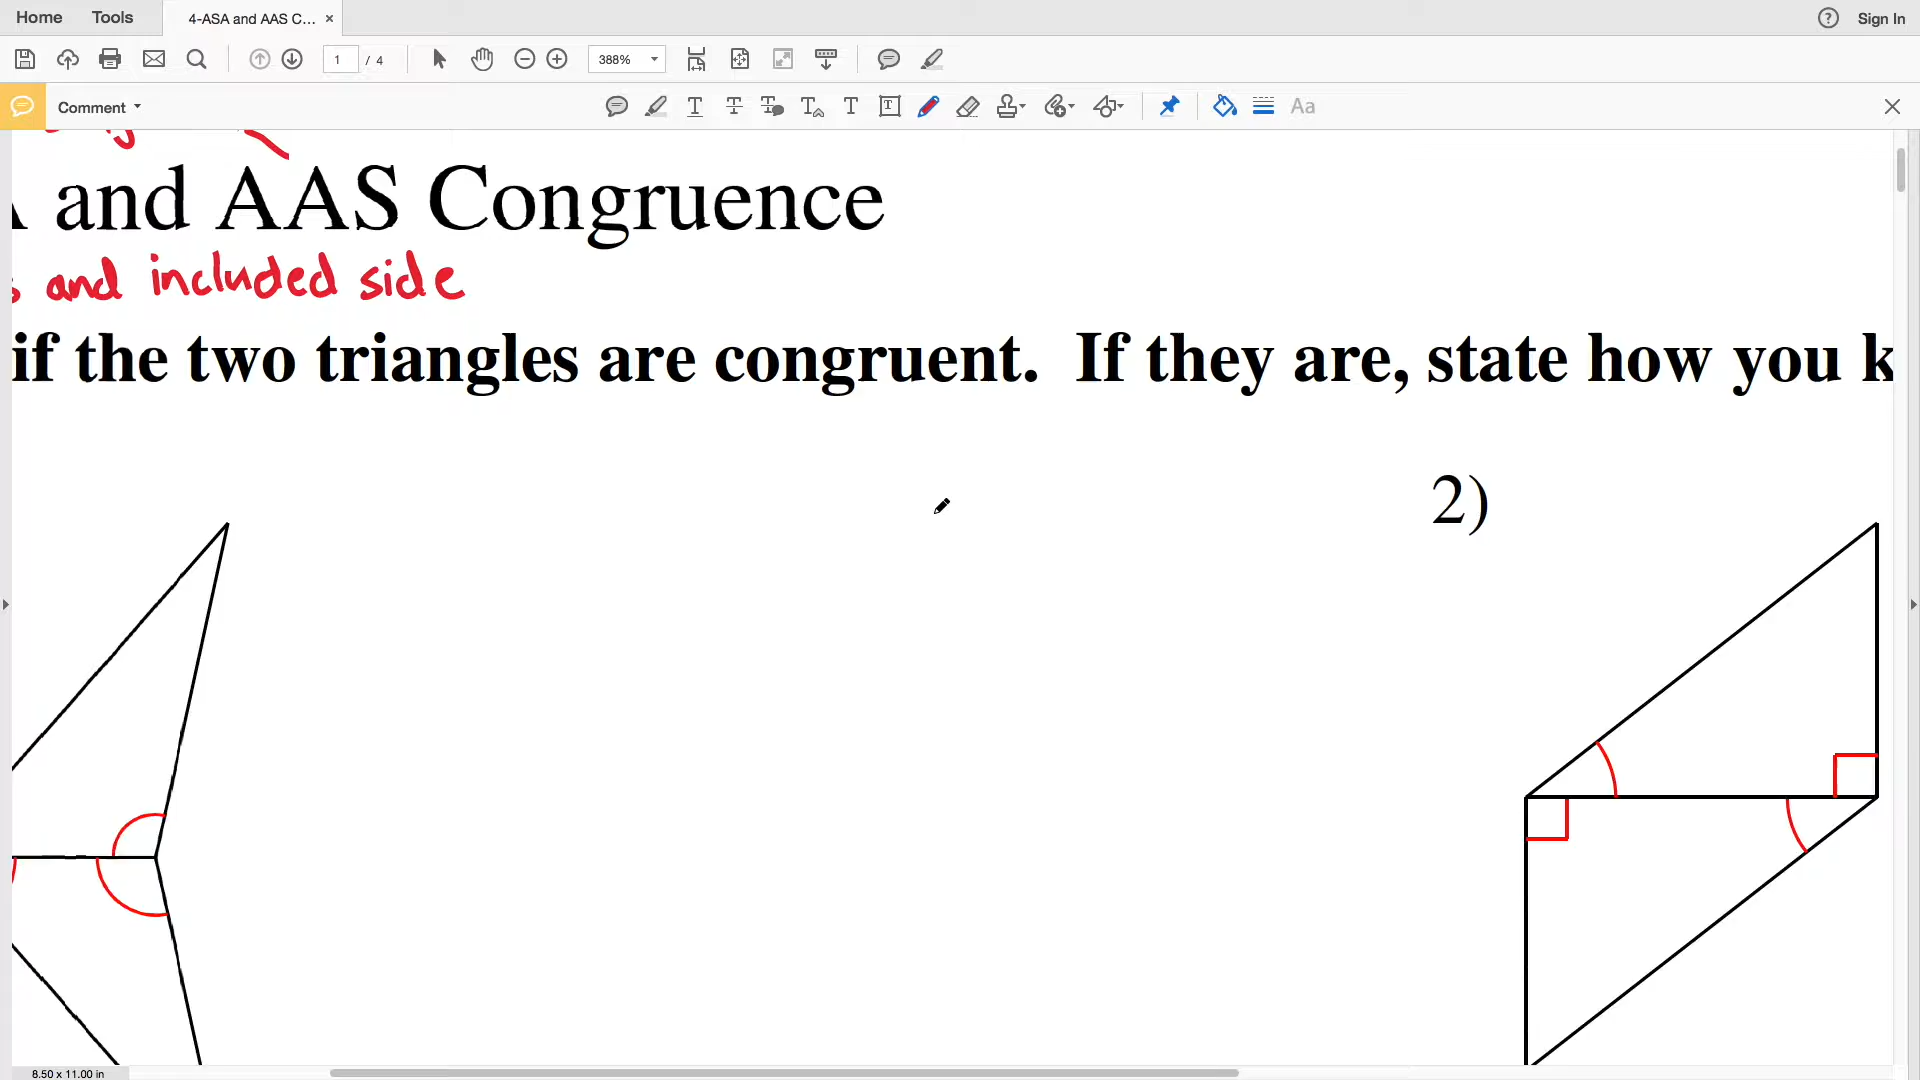 Home Tools 4-ASA and AAS C... × Sign In
1 / 4 388%
Comment Aa
and AAS Congruence
and included side
if the two triangles are congruent. If they are, state how you k
2)
8.50 x 11.00 in